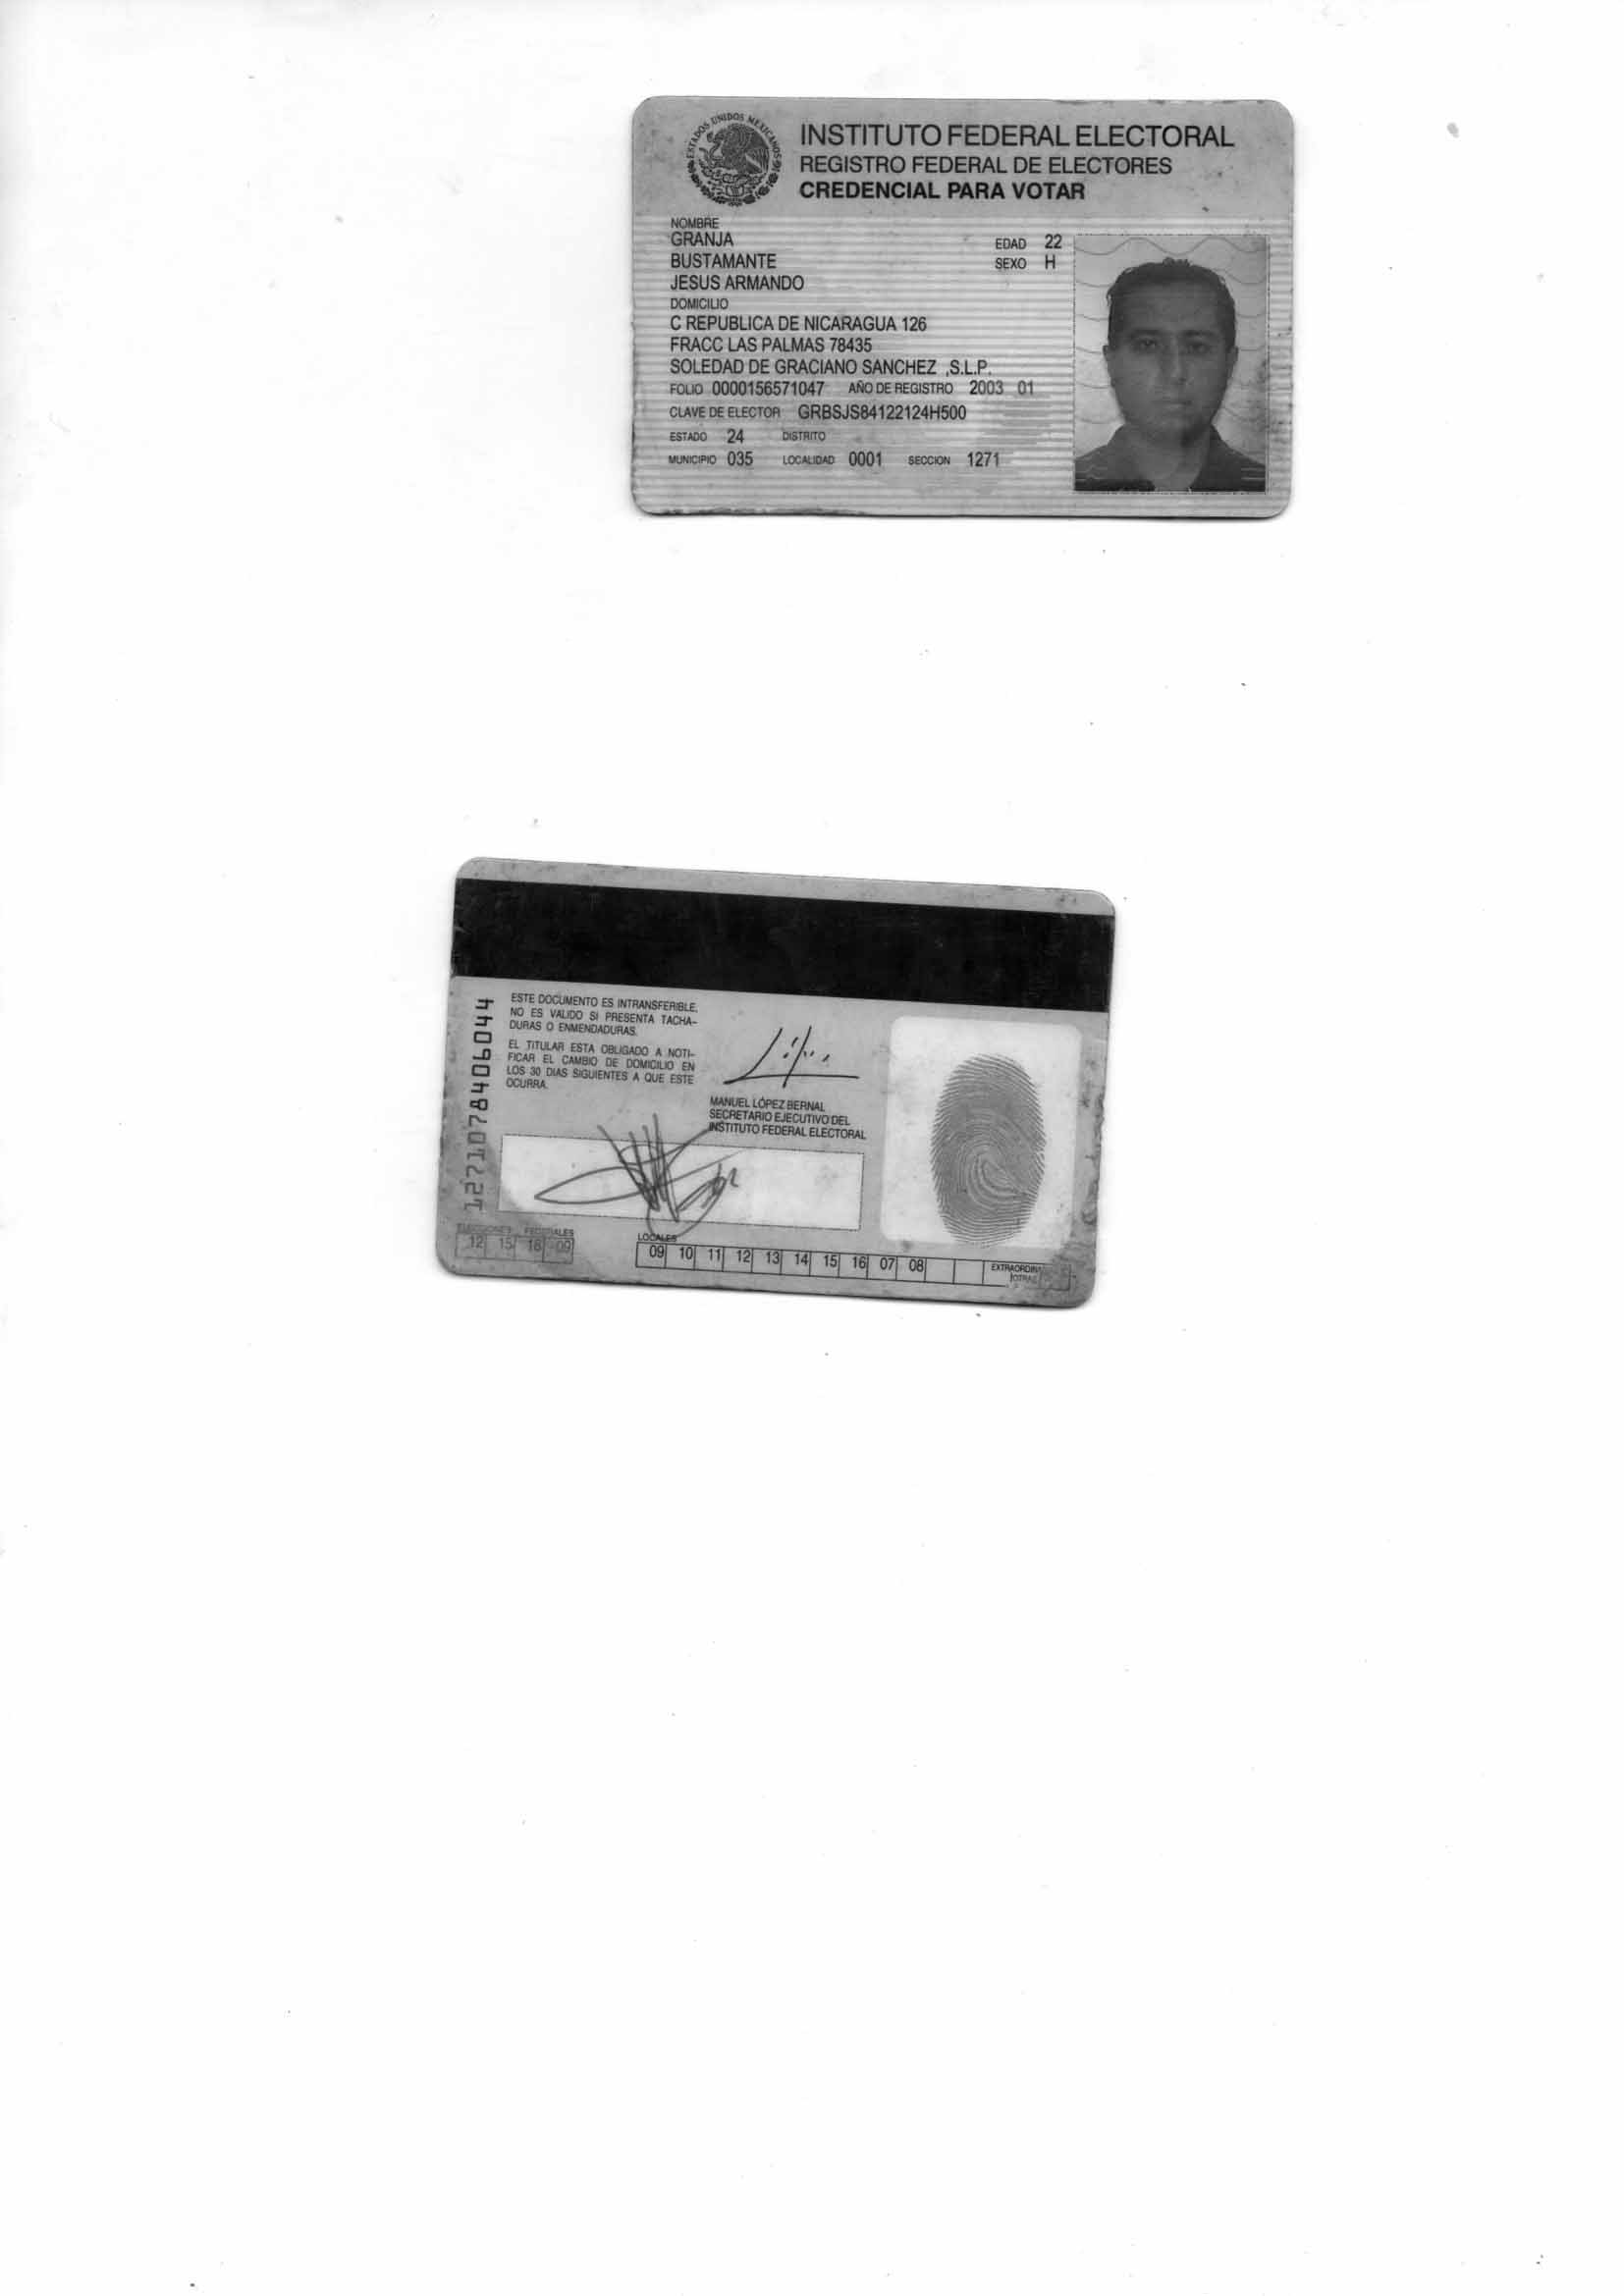 ESTADOS UNIDOS MEXICANOS
INSTITUTO FEDERAL ELECTORAL
REGISTRO FEDERAL DE ELECTORES
CREDENCIAL PARA VOTAR
NOMBRE
GRANJA
EDAD 22
BUSTAMANTE
SEXO H
JESUS ARMANDO
DOMICILIO
C REPUBLICA DE NICARAGUA 126
FRACC LAS PALMAS 78435
SOLEDAD DE GRACIANO SANCHEZ ,S.L.P.
FOLIO 0000156571047 AÑO DE REGISTRO 2003 01
CLAVE DE ELECTOR GRBSJS84122124H500
ESTADO 24 DISTRITO
MUNICIPIO 035 LOCALIDAD 0001 SECCION 1271
1271078406044
ESTE DOCUMENTO ES INTRANSFERIBLE.
NO ES VALIDO SI PRESENTA TACHA-
DURAS O ENMENDADURAS.
EL TITULAR ESTA OBLIGADO A NOTI-
FICAR EL CAMBIO DE DOMICILIO EN
LOS 30 DIAS SIGUIENTES A QUE ESTE
OCURRA.
MANUEL LÓPEZ BERNAL
SECRETARIO EJECUTIVO DEL
INSTITUTO FEDERAL ELECTORAL
ELECCIONES FEDERALES
12 15 18 09
LOCALES
09 10 11 12 13 14 15 16 07 08